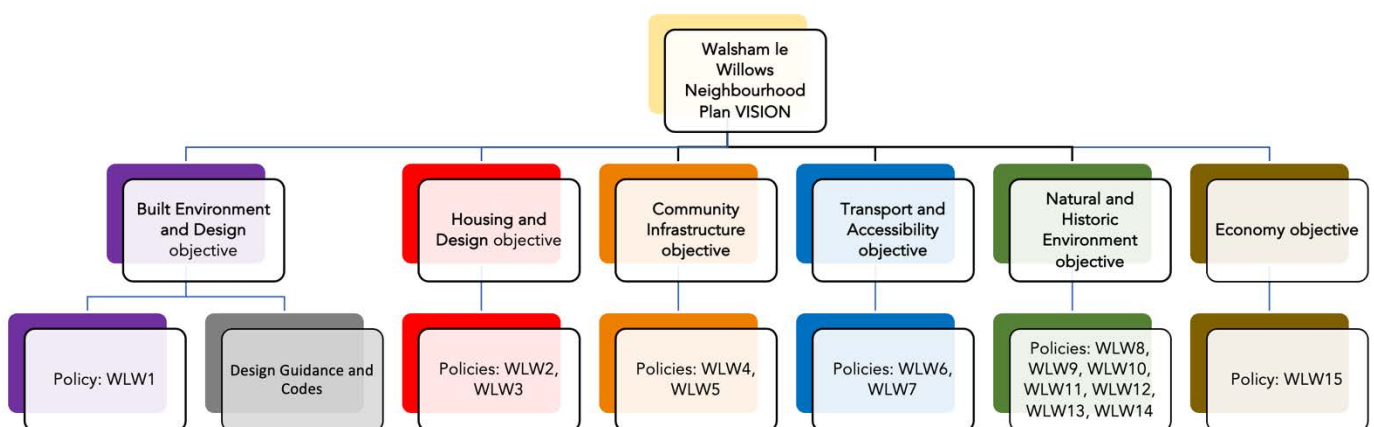 Walsham le
Willows
Neighbourhood
Plan VISION
Built Environment
and Design
objective
Housing and
Design objective
Community
Infrastructure
objective
Transport and
Accessibility
objective
Natural and
Historic
Environment
objective
Economy objective
Policy: WLW1
Design Guidance and
Codes
Policies: WLW2,
WLW3
Policies: WLW4,
WLW5
Policies: WLW6,
WLW7
Policies: WLW8,
WLW9, WLW10,
WLW11, WLW12,
WLW13, WLW14
Policy: WLW15